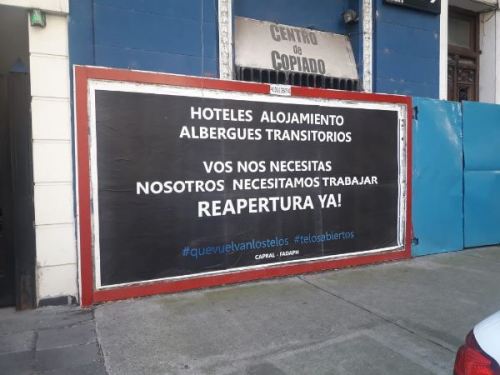 CENTRO
de
COPIADO
HOTELES ALOJAMIENTO
ALBERGUES TRANSITORIOS
VOS NOS NECESITAS
NOSOTROS NECESITAMOS TRABAJAR
REAPERTURA YA!
#quevuelvanlostelos #telosabiertos
CAPRAL - FADAPH